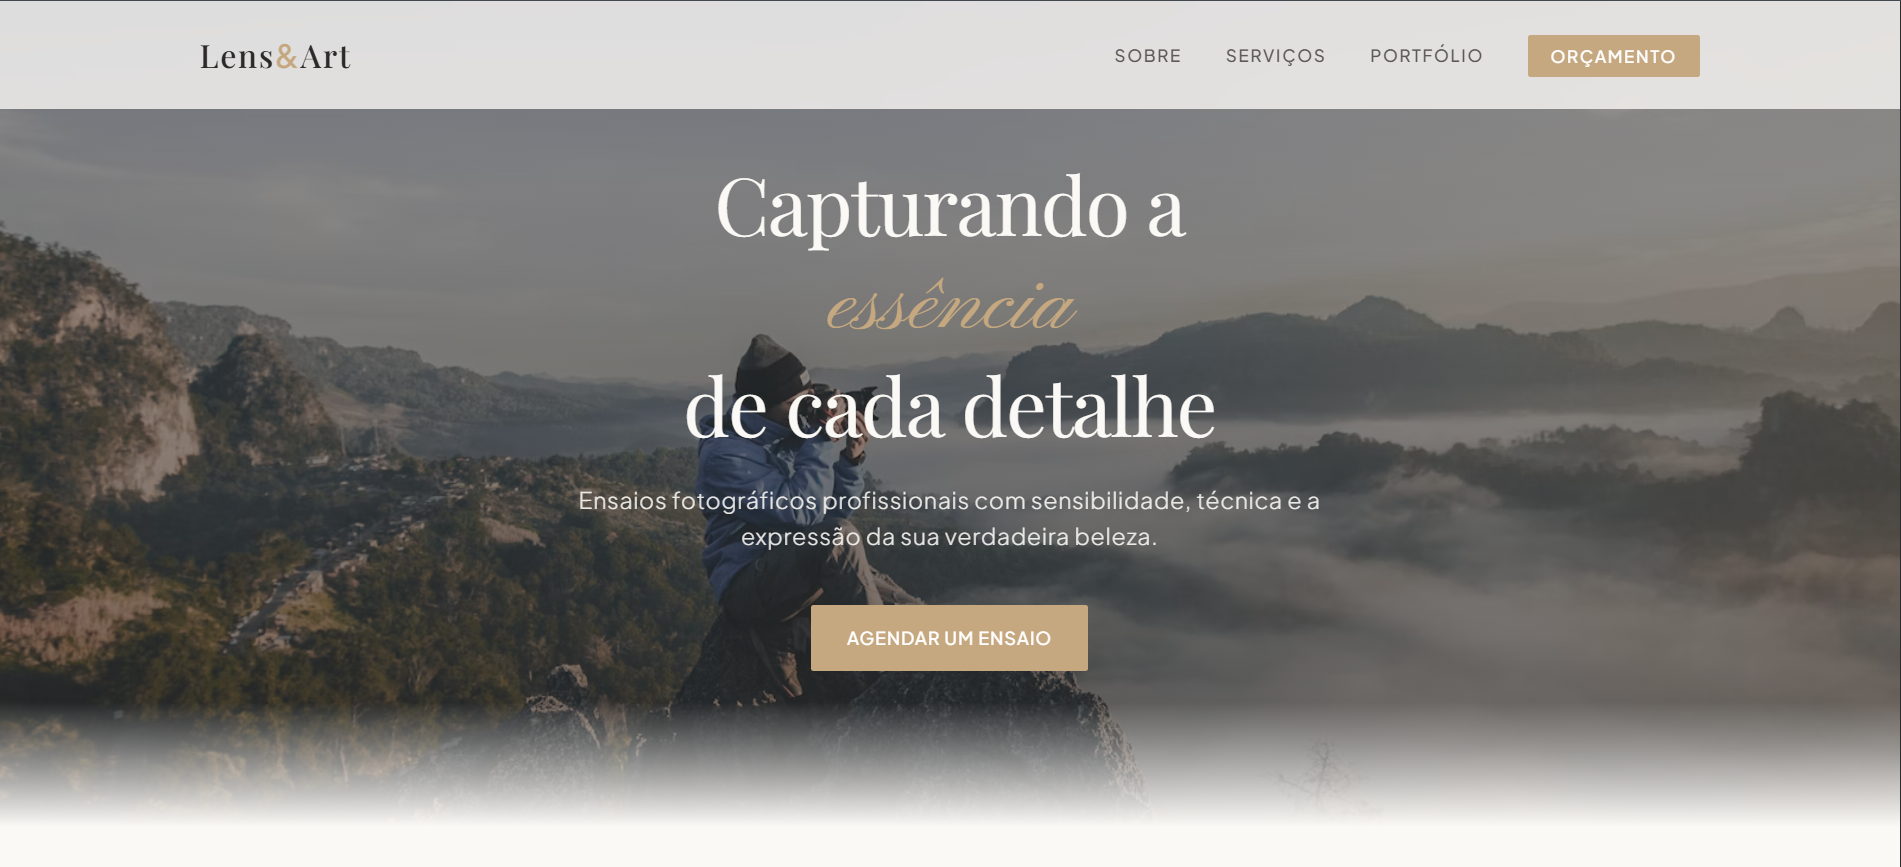 Lens&Art
SOBRE
SERVIÇOS
PORTFÓLIO
ORÇAMENTO
Capturando a
essência
de cada detalhe
Ensaios fotográficos profissionais com sensibilidade, técnica e a
expressão da sua verdadeira beleza.
AGENDAR UM ENSAIO